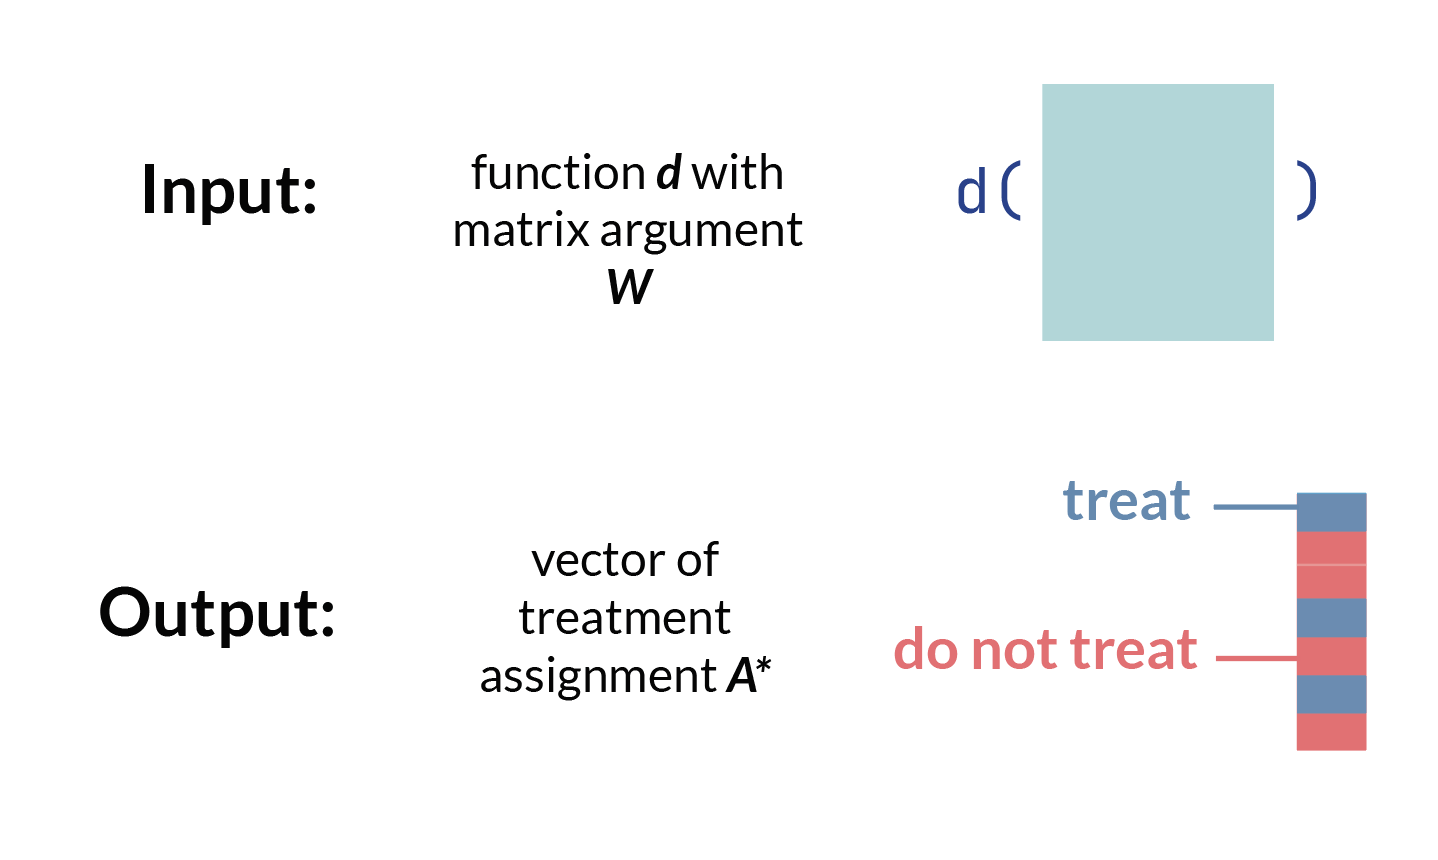 Input:
function d with
matrix argument
W
d( )
Output:
vector of
treatment
assignment A*
treat
do not treat